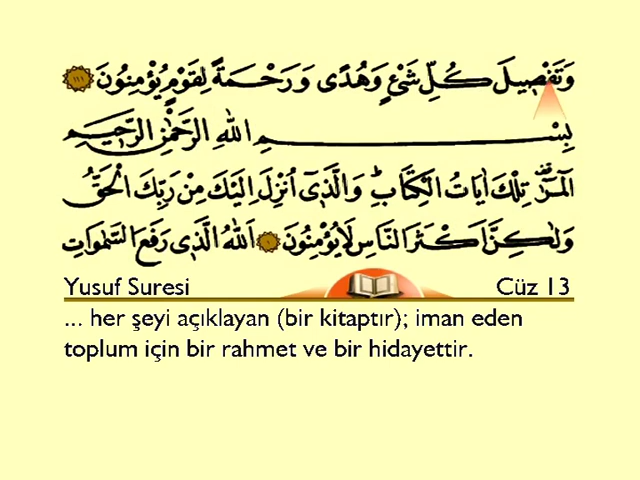 وَتَفْصٖيلَ كُلِّ شَیْءٍ وَهُدًى وَرَحْمَةً لِقَوْمٍ يُؤْمِنُونَ ﴿١١١﴾
بِسْمِ اللّٰهِ الرَّحْمٰنِ الرَّحٖيمِ
الٓمٓرٰ تِلْكَ اٰيَاتُ الْكِتَابِؕ وَالَّذٖٓى اُنْزِلَ اِلَيْكَ مِنْ رَبِّكَ الْحَقُّ
وَلٰكِنَّ اَكْثَرَ النَّاسِ لَا يُؤْمِنُونَ ﴿١﴾ اَللّٰهُ الَّذٖى رَفَعَ السَّمٰوَاتِ
Yusuf Suresi Cüz 13
... her şeyi açıklayan (bir kitaptır); iman eden
toplum için bir rahmet ve bir hidayettir.